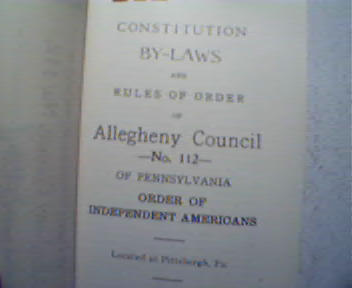 CONSTITUTION
BY-LAWS
AND
RULES OF ORDER
OF
Allegheny Council
—No. 112—
OF PENNSYLVANIA
ORDER OF
INDEPENDENT AMERICANS
Located at Pittsburgh, Pa.